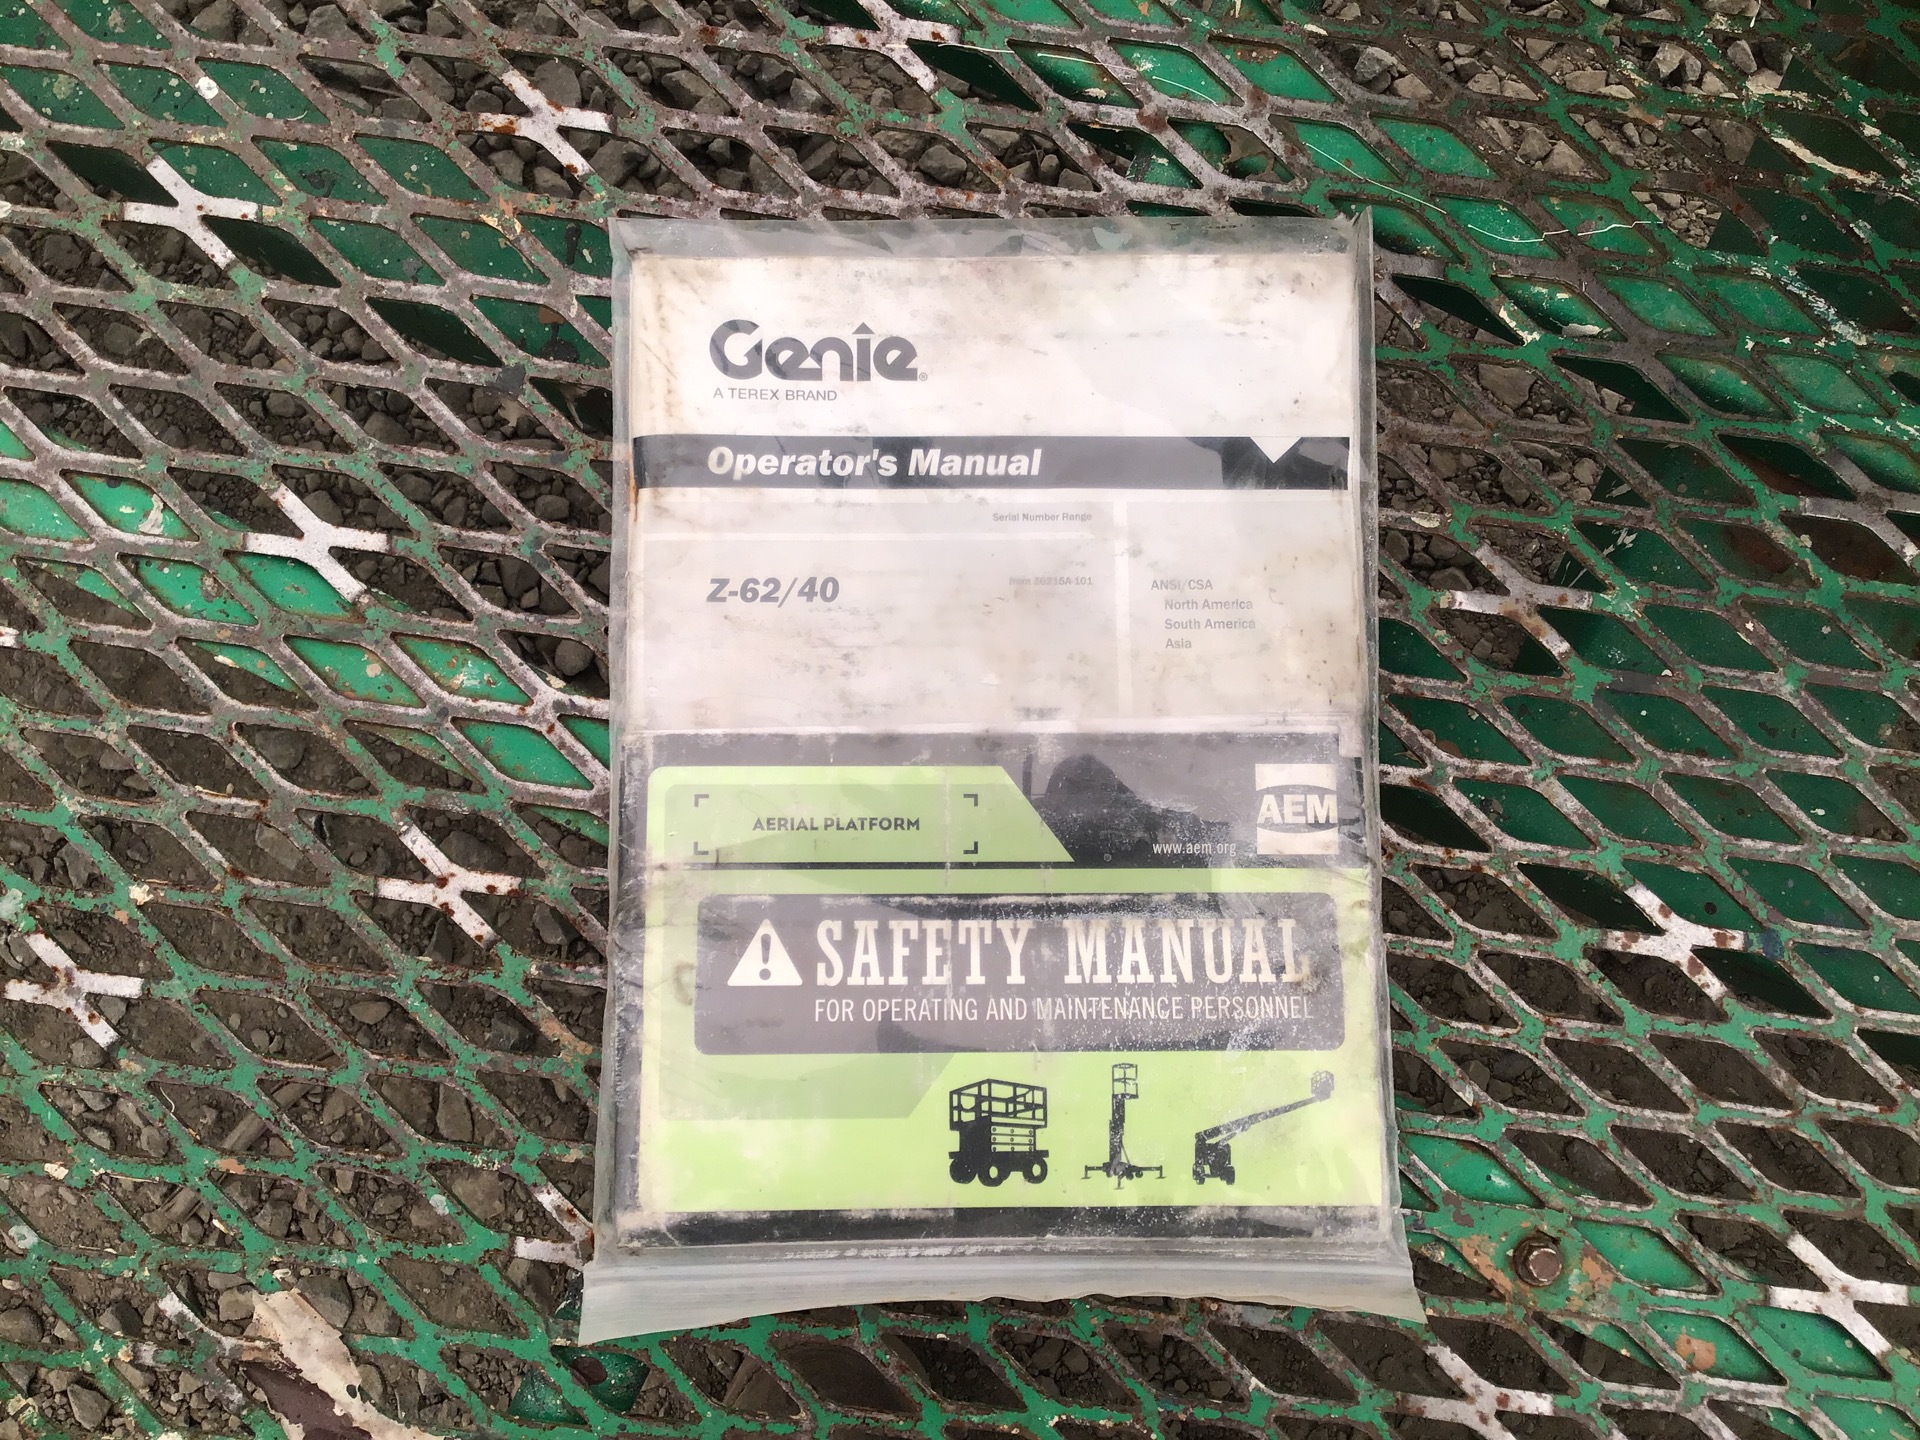 Genie®
A TEREX BRAND
Operator's Manual
Serial Number Range
Z-62/40
from
ANSI/CSA
North America
South America
Asia
AERIAL PLATFORM
AEM
www.aem.org
SAFETY MANUAL
FOR OPERATING AND MAINTENANCE PERSONNEL